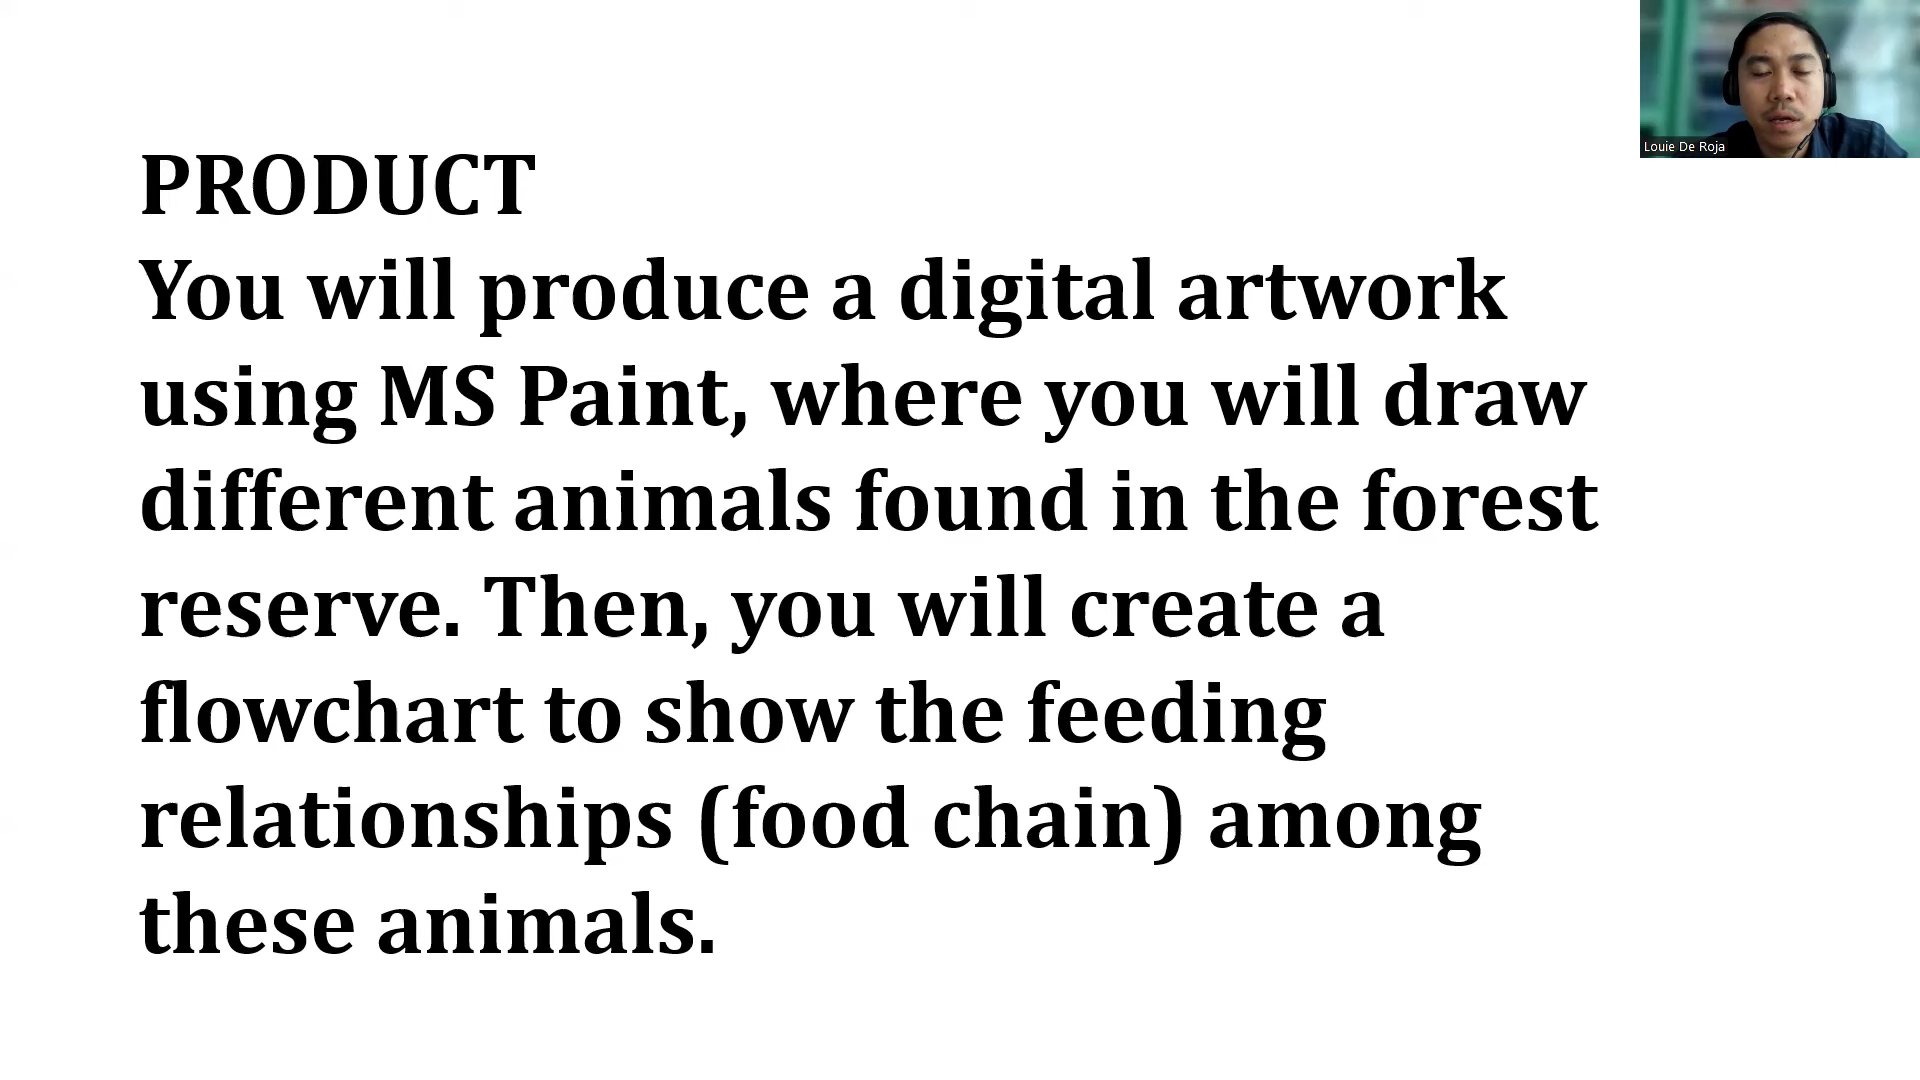 PRODUCT
You will produce a digital artwork
using MS Paint, where you will draw
different animals found in the forest
reserve. Then, you will create a
flowchart to show the feeding
relationships (food chain) among
these animals.
Louie De Roja